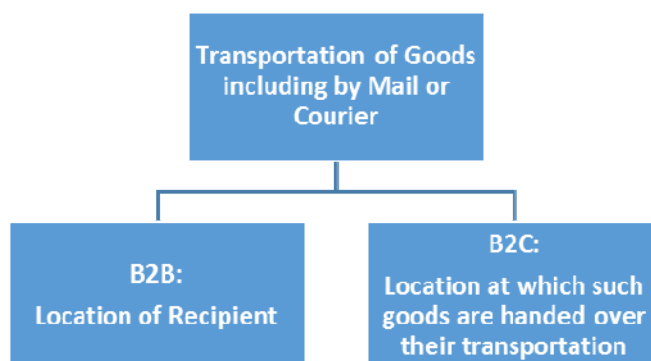 Transportation of Goods
including by Mail or
Courier
B2B:
Location of Recipient
B2C:
Location at which such
goods are handed over
their transportation